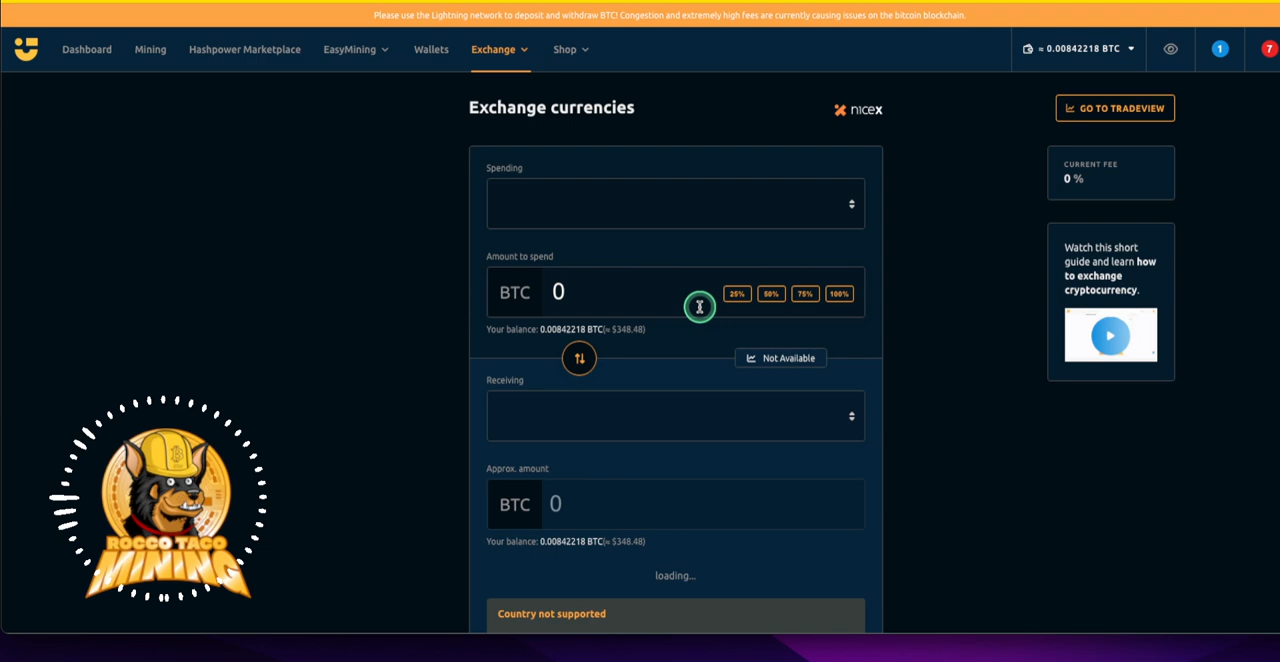 Please use the Lightning network to deposit and withdraw BTC! Congestion and extremely high fees are currently causing issues on the bitcoin blockchain.
Dashboard
Mining
Hashpower Marketplace
EasyMining
Wallets
Exchange
Shop
≈ 0.00842218 BTC
1
7
Exchange currencies
nicex
GO TO TRADEVIEW
Spending
CURRENT FEE
0 %
Amount to spend
BTC 0
25% 50% 75% 100%
Your balance: 0.00842218 BTC(≈ $348.48)
Watch this short
guide and learn how
to exchange
cryptocurrency.
Not Available
Receiving
Approx. amount
BTC 0
Your balance: 0.00842218 BTC(≈ $348.48)
loading...
Country not supported
ROCCO TACO
MINING